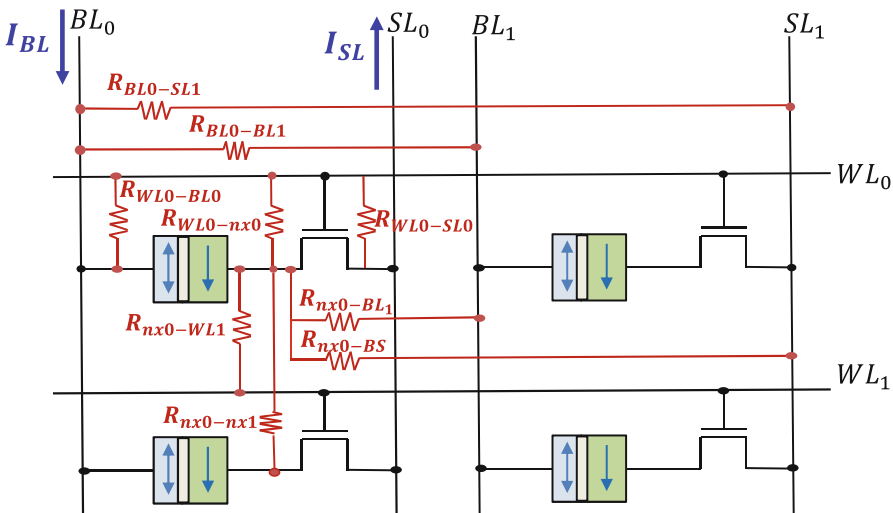 I_BL BL_0 I_SL SL_0 BL_1 SL_1
R_BL0−SL1
R_BL0−BL1
WL_0
R_WL0−BL0
R_WL0−nx0 R_WL0−SL0
R_nx0−BL_1
R_nx0−WL1
R_nx0−BS
WL_1
R_nx0−nx1